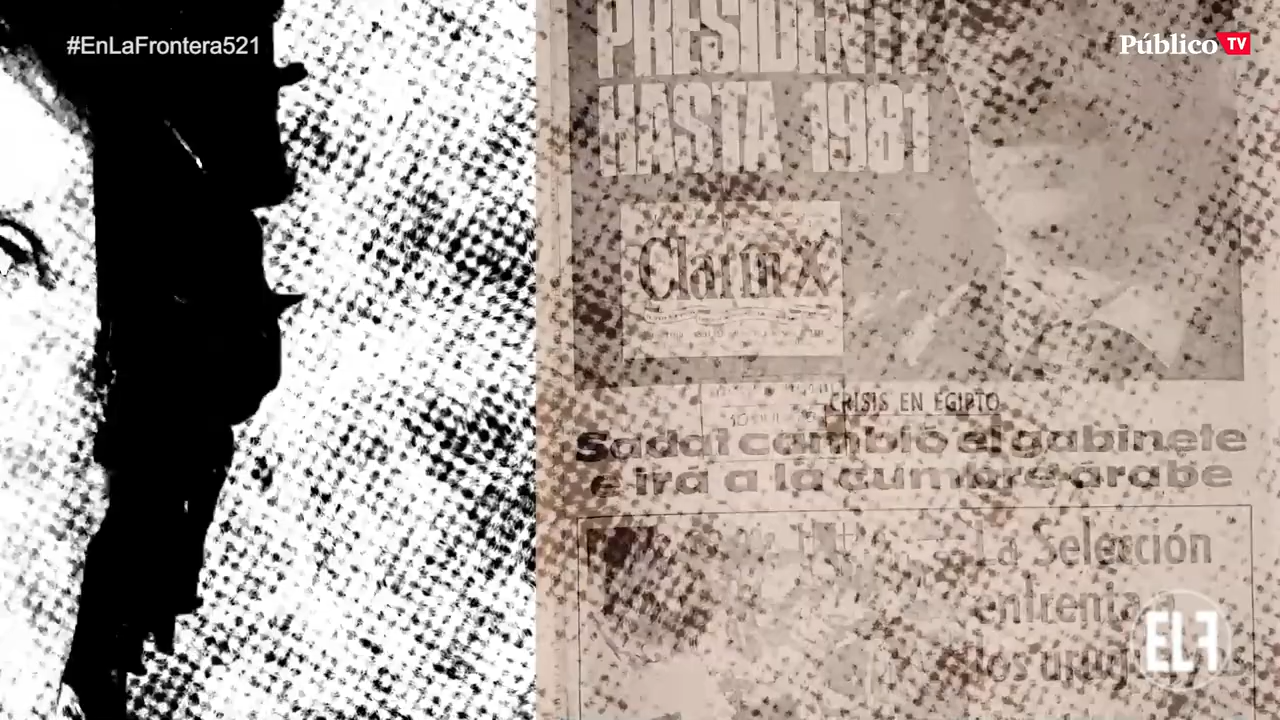 #EnLaFrontera521
Público TV
PRESIDENTE
HASTA 1981
Clarín X
CRISIS EN EGIPTO
Sadat cambió el gabinete
e irá a la cumbre árabe
La Selección
enfrenta a
los uruguayos
ELF